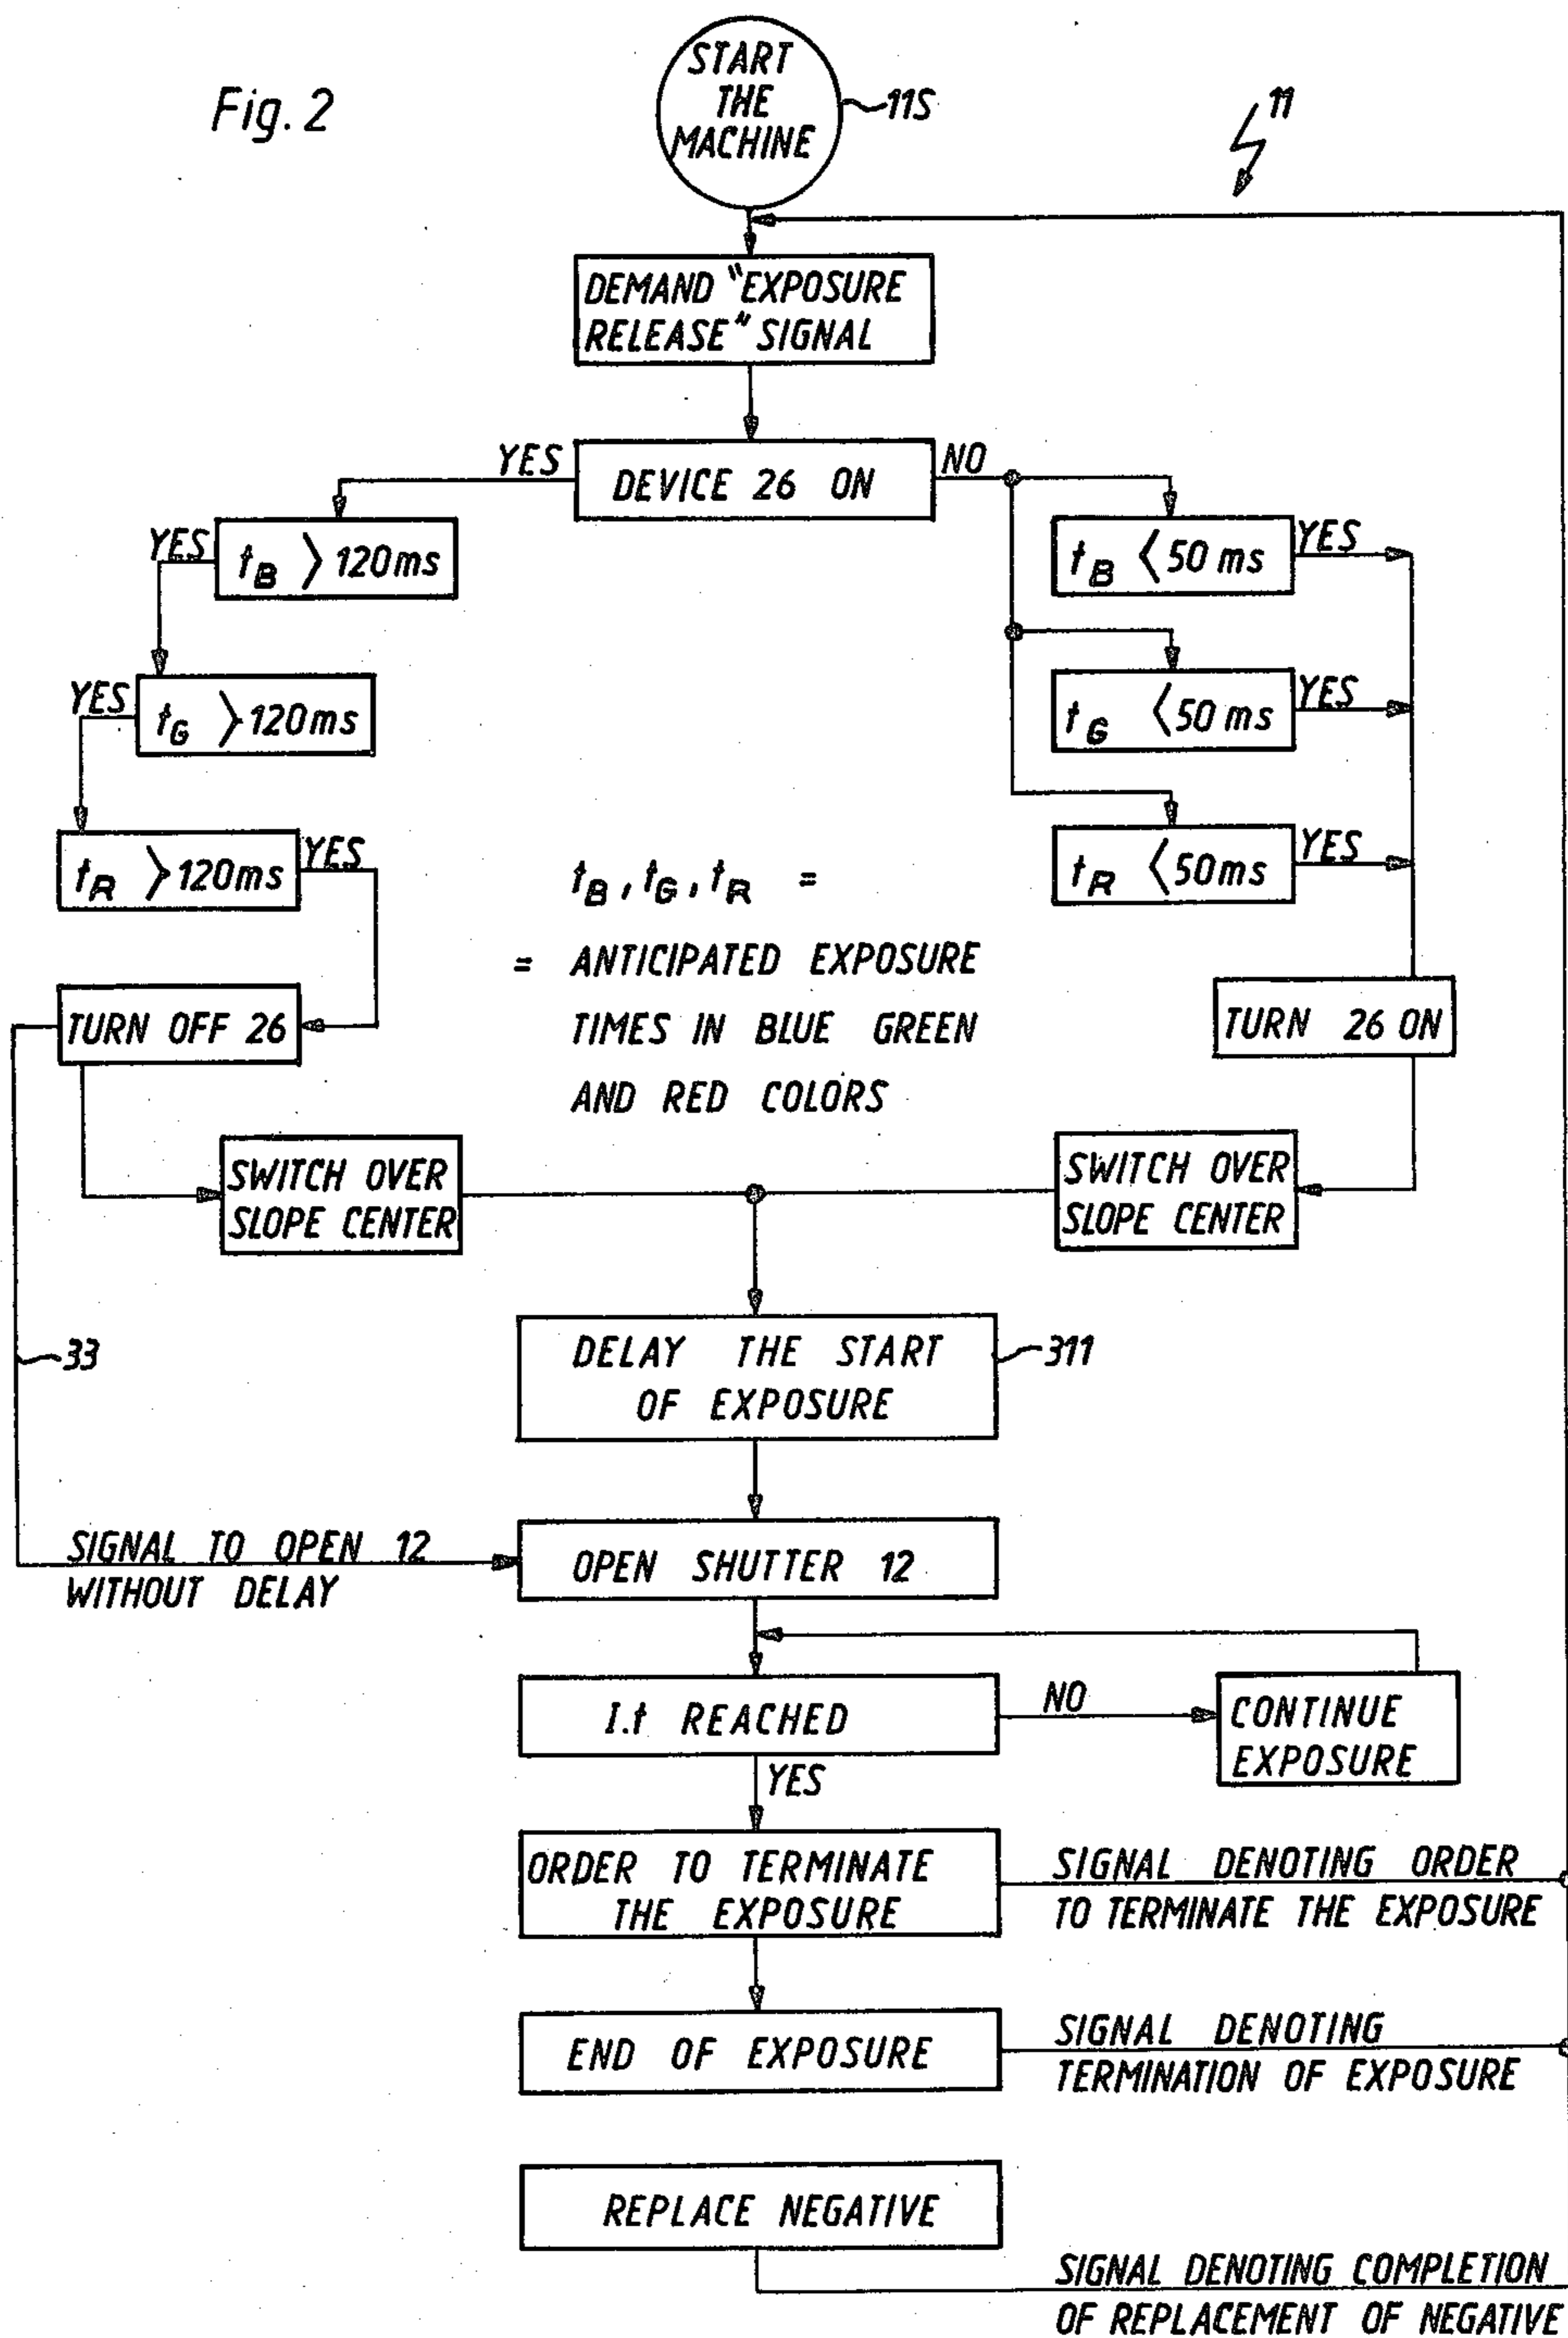 Fig. 2
START
THE
MACHINE
11S
11
DEMAND "EXPOSURE
RELEASE" SIGNAL
YES
DEVICE 26 ON
NO
YES
tB > 120ms
tB < 50 ms
YES
YES
tG > 120ms
tG < 50 ms
YES
tR > 120ms
YES
tR < 50ms
YES
tB, tG, tR =
= ANTICIPATED EXPOSURE
TIMES IN BLUE GREEN
AND RED COLORS
TURN OFF 26
TURN 26 ON
SWITCH OVER
SLOPE CENTER
SWITCH OVER
SLOPE CENTER
33
DELAY THE START
OF EXPOSURE
311
SIGNAL TO OPEN 12
WITHOUT DELAY
OPEN SHUTTER 12
I.t REACHED
NO
CONTINUE
EXPOSURE
YES
ORDER TO TERMINATE
THE EXPOSURE
SIGNAL DENOTING ORDER
TO TERMINATE THE EXPOSURE
END OF EXPOSURE
SIGNAL DENOTING
TERMINATION OF EXPOSURE
REPLACE NEGATIVE
SIGNAL DENOTING COMPLETION
OF REPLACEMENT OF NEGATIVE